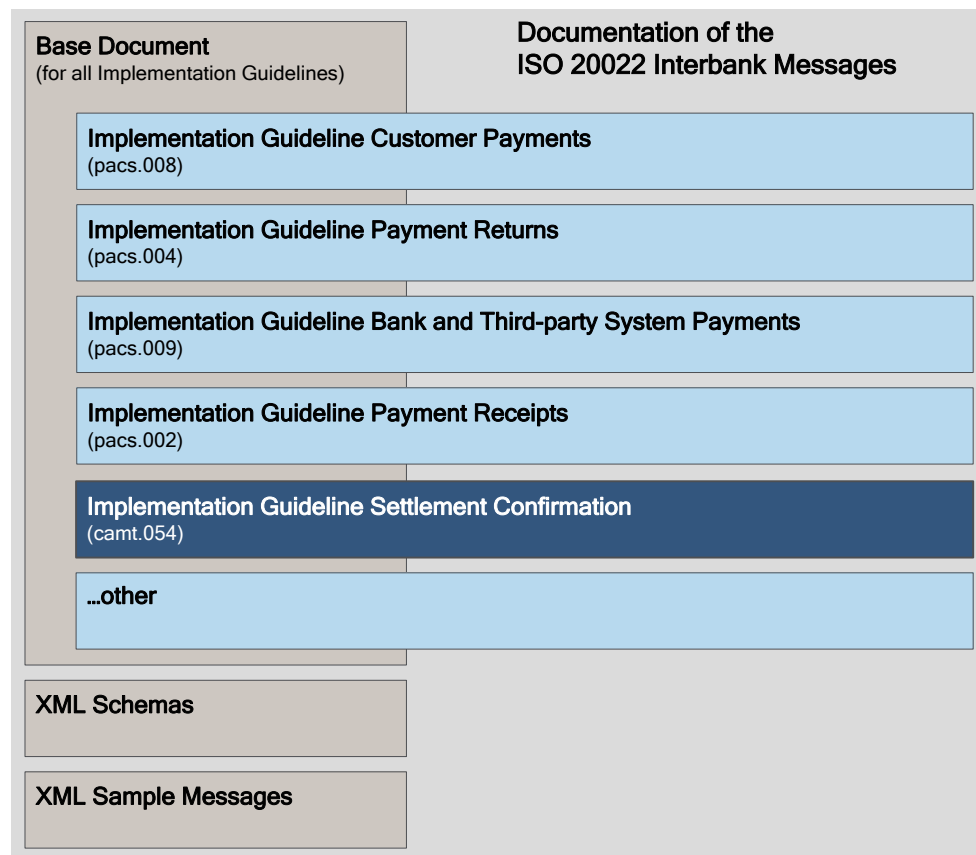 Documentation of the
ISO 20022 Interbank Messages
Base Document
(for all Implementation Guidelines)
Implementation Guideline Customer Payments
(pacs.008)
Implementation Guideline Payment Returns
(pacs.004)
Implementation Guideline Bank and Third-party System Payments
(pacs.009)
Implementation Guideline Payment Receipts
(pacs.002)
Implementation Guideline Settlement Confirmation
(camt.054)
...other
XML Schemas
XML Sample Messages